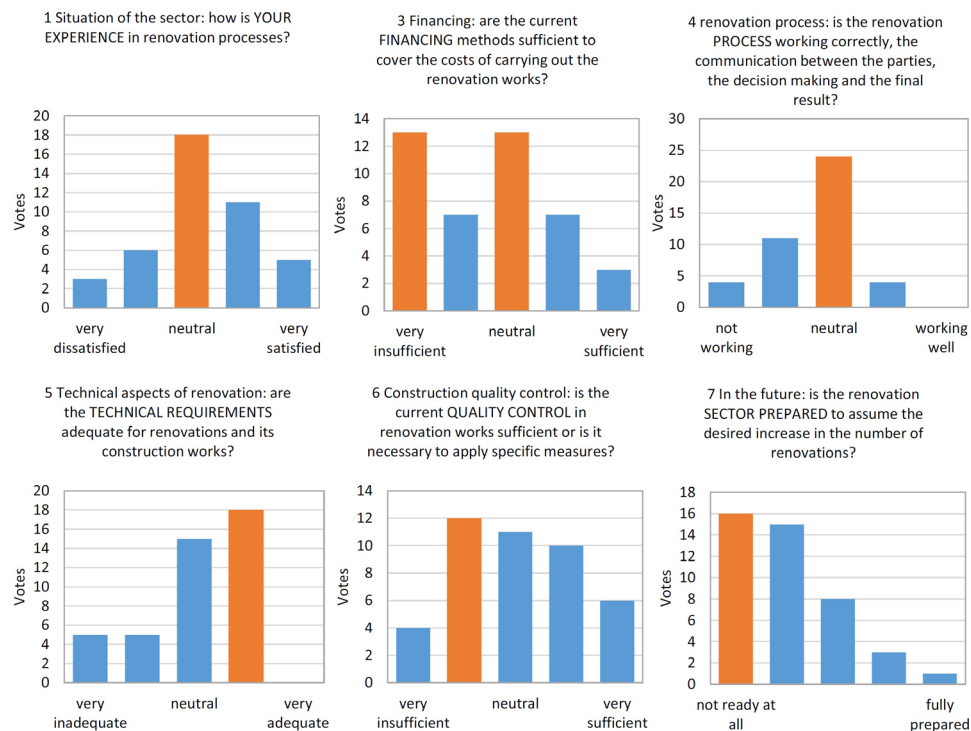 1 Situation of the sector: how is YOUR
EXPERIENCE in renovation processes?
20
18
16
14
12
10
8
6
4
2
0
Votes
very
dissatisfied
neutral
very
satisfied
3 Financing: are the current
FINANCING methods sufficient to
cover the costs of carrying out the
renovation works?
14
12
10
8
6
4
2
0
Votes
very
insufficient
neutral
very
sufficient
4 renovation process: is the renovation
PROCESS working correctly, the
communication between the parties,
the decision making and the final
result?
30
25
20
15
10
5
0
Votes
not
working
neutral
working
well
5 Technical aspects of renovation: are
the TECHNICAL REQUIREMENTS
adequate for renovations and its
construction works?
20
18
16
14
12
10
8
6
4
2
0
Votes
very
inadequate
neutral
very
adequate
6 Construction quality control: is the
current QUALITY CONTROL in
renovation works sufficient or is it
necessary to apply specific measures?
14
12
10
8
6
4
2
0
Votes
very
insufficient
neutral
very
sufficient
7 In the future: is the renovation
SECTOR PREPARED to assume the
desired increase in the number of
renovations?
18
16
14
12
10
8
6
4
2
0
Votes
not ready at
all
fully
prepared